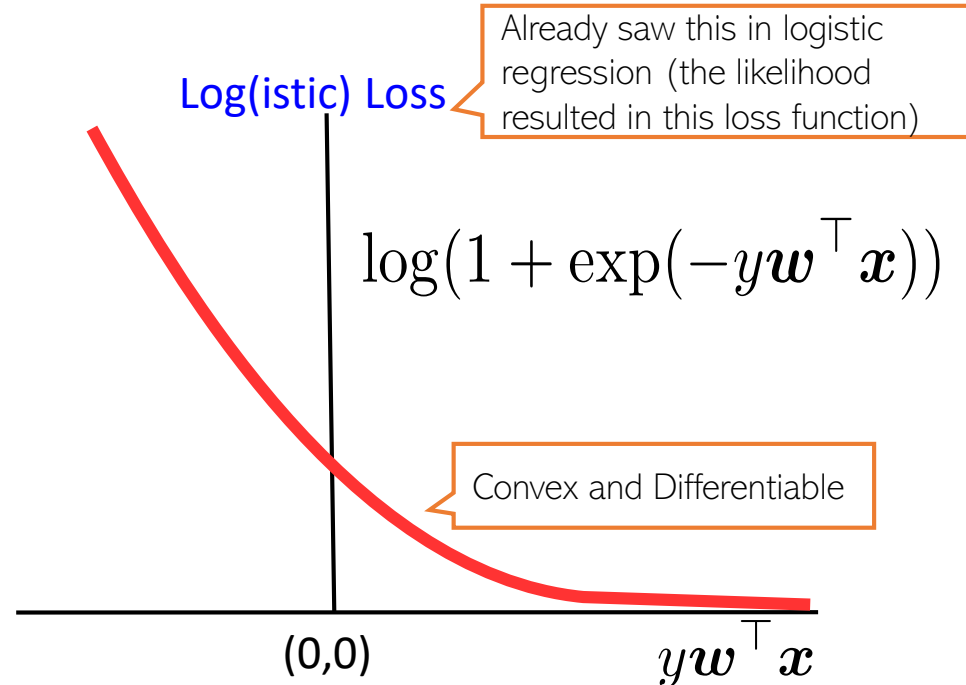 Already saw this in logistic
regression (the likelihood
resulted in this loss function)
Log(istic) Loss
log(1 + exp(−y𝒘⊤𝒙))
Convex and Differentiable
(0,0)
y𝒘⊤𝒙